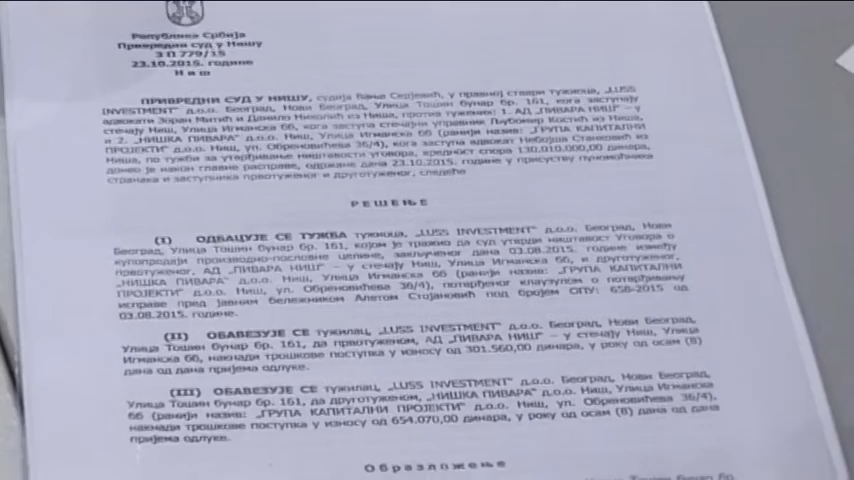 Република Србија
Привредни суд у Нишу
3 П 779/15
23.10.2015. године
Н и ш
ПРИВРЕДНИ СУД У НИШУ, судија Серјевић, у правној ствари тужиоца, „LUSS
INVESTMENT" д.о.о. Београд, Нови Београд, Улица Тошин бунар бр. 161, кога заступају
адвокати Зоран Митић и Данило Николић из Ниша, против тужених: 1. АД „ПИВАРА НИШ" – у
стечају Ниш, Улица Игманска бб, кога заступа стечајни управник Љубомир Костић из Ниша,
и 2. „НИШКА ПИВАРА" д.о.о. Ниш, Улица Игманска бб (ранији назив: „ГРУПА КАПИТАЛНИ
ПРОЈЕКТИ" д.о.о. Ниш, ул. Обреновићева 36/4), кога заступа адвокат Небојша Станковић из
Ниша, по тужби за утврђивање ништавости уговора, вредност спора 130.010.000,00 динара,
донео је након главне расправе, одржане дана 23.10.2015. године у присуству пуномоћника
странака и заступника првотуженог и друготуженог, следеће
Р Е Ш Е Њ Е
(I) ОДБАЦУЈЕ СЕ ТУЖБА тужиоца, „LUSS INVESTMENT" д.о.о. Београд, Нови
Београд, Улица Тошин бунар бр. 161, којом је тражио да суд утврди ништавост Уговора о
купопродаји производно-пословне целине, закљученог дана 03.08.2015. године између
првотуженог, АД „ПИВАРА НИШ" – у стечају Ниш, Улица Игманска бб, и друготуженог,
„НИШКА ПИВАРА" д.о.о. Ниш, Улица Игманска бб (ранији назив: „ГРУПА КАПИТАЛНИ
ПРОЈЕКТИ" д.о.о. Ниш, ул. Обреновићева 36/4), потврђеног клаузулом о потврђивању
исправе пред јавним бележником Алетом Стојановић под бројем ОПУ: 658-2015 од
03.08.2015. године.
(II) ОБАВЕЗУЈЕ СЕ тужилац, „LUSS INVESTMENT" д.о.о. Београд, Нови Београд,
Улица Тошин бунар бр. 161, да првотуженом, АД „ПИВАРА НИШ" – у стечају Ниш, Улица
Игманска бб, накнади трошкове поступка у износу од 301.560,00 динара, у року од осам (8)
дана од дана пријема одлуке.
(III) ОБАВЕЗУЈЕ СЕ тужилац, „LUSS INVESTMENT" д.о.о. Београд, Нови Београд,
Улица Тошин бунар бр. 161, да друготуженом, „НИШКА ПИВАРА" д.о.о. Ниш, Улица Игманска
бб (ранији назив: „ГРУПА КАПИТАЛНИ ПРОЈЕКТИ" д.о.о. Ниш, ул. Обреновићева 36/4),
накнади трошкове поступка у износу од 654.070,00 динара, у року од осам (8) дана од дана
пријема одлуке.
О б р а з л о ж е њ е
Тошин бунар бр.